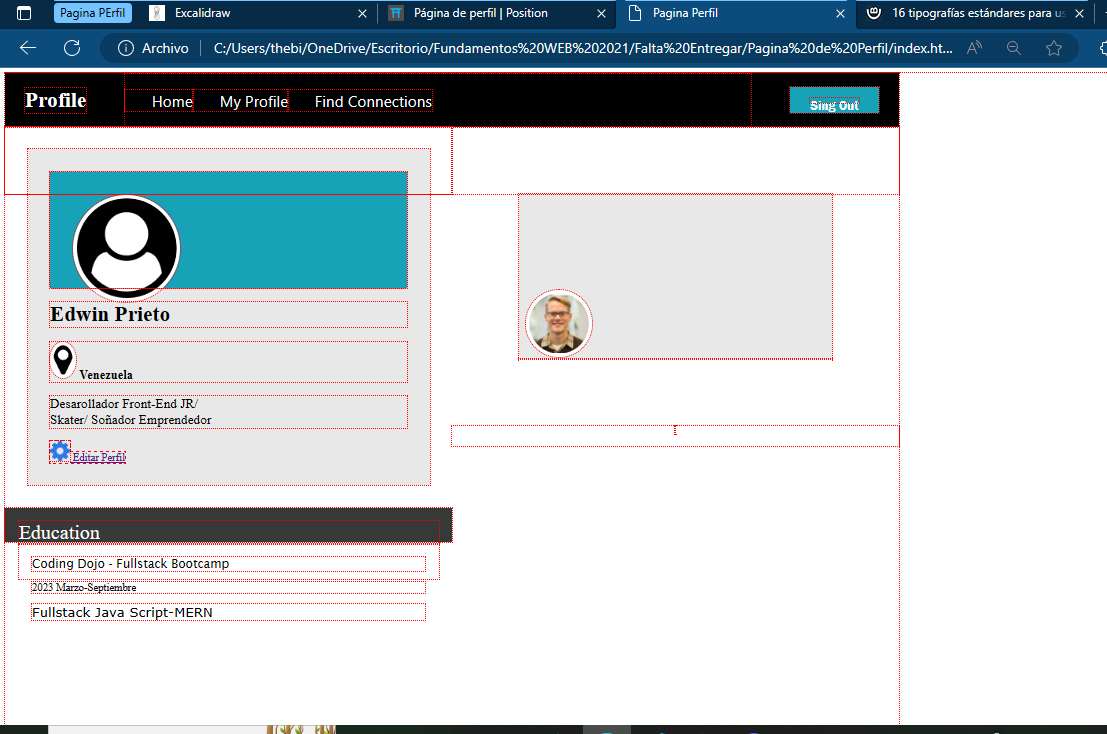 Pagina PErfil
Excalidraw
Página de perfil | Position
Pagina Perfil
16 tipografías estándares para us
Archivo
C:/Users/thebi/OneDrive/Escritorio/Fundamentos%20WEB%202021/Falta%20Entregar/Pagina%20de%20Perfil/index.ht...
Profile
Home
My Profile
Find Connections
Sing Out
Edwin Prieto
Venezuela
Desarollador Front-End JR/
Skater/ Soñador Emprendedor
Editar Perfil
Education
Coding Dojo - Fullstack Bootcamp
2023 Marzo-Septiembre
Fullstack Java Script-MERN